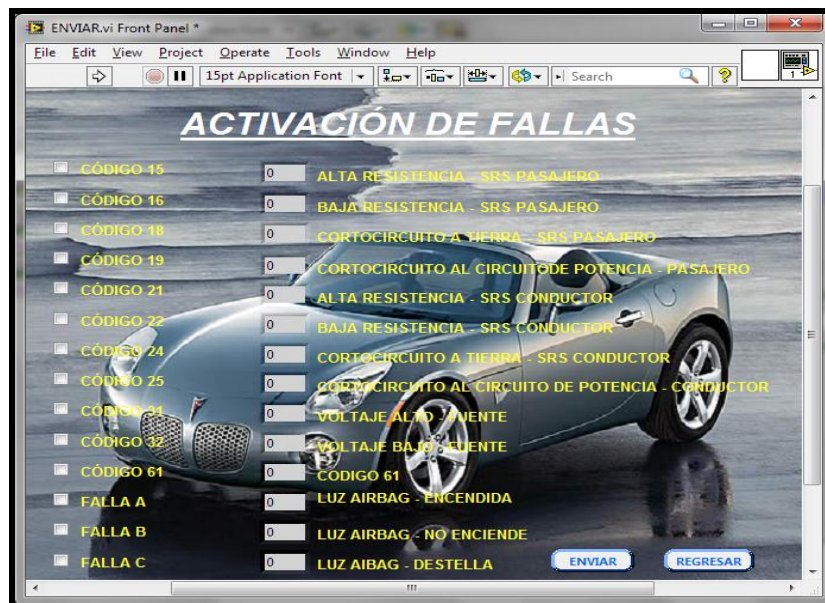 ENVIAR.vi Front Panel *
File Edit View Project Operate Tools Window Help
15pt Application Font Search
1
ACTIVACIÓN DE FALLAS
CÓDIGO 15 0 ALTA RESISTENCIA - SRS PASAJERO
CÓDIGO 16 0 BAJA RESISTENCIA - SRS PASAJERO
CÓDIGO 18 0 CORTOCIRCUITO A TIERRA - SRS PASAJERO
CÓDIGO 19 0 CORTOCIRCUITO AL CIRCUITODE POTENCIA - PASAJERO
CÓDIGO 21 0 ALTA RESISTENCIA - SRS CONDUCTOR
CÓDIGO 22 0 BAJA RESISTENCIA - SRS CONDUCTOR
CÓDIGO 24 0 CORTOCIRCUITO A TIERRA - SRS CONDUCTOR
CÓDIGO 25 0 CORTOCIRCUITO AL CIRCUITO DE POTENCIA - CONDUCTOR
CÓDIGO 31 0 VOLTAJE ALTO - FUENTE
CÓDIGO 32 0 VOLTAJE BAJO - FUENTE
CÓDIGO 61 0 CODIGO 61
FALLA A 0 LUZ AIRBAG - ENCENDIDA
FALLA B 0 LUZ AIRBAG - NO ENCIENDE
FALLA C 0 LUZ AIBAG - DESTELLA ENVIAR REGRESAR